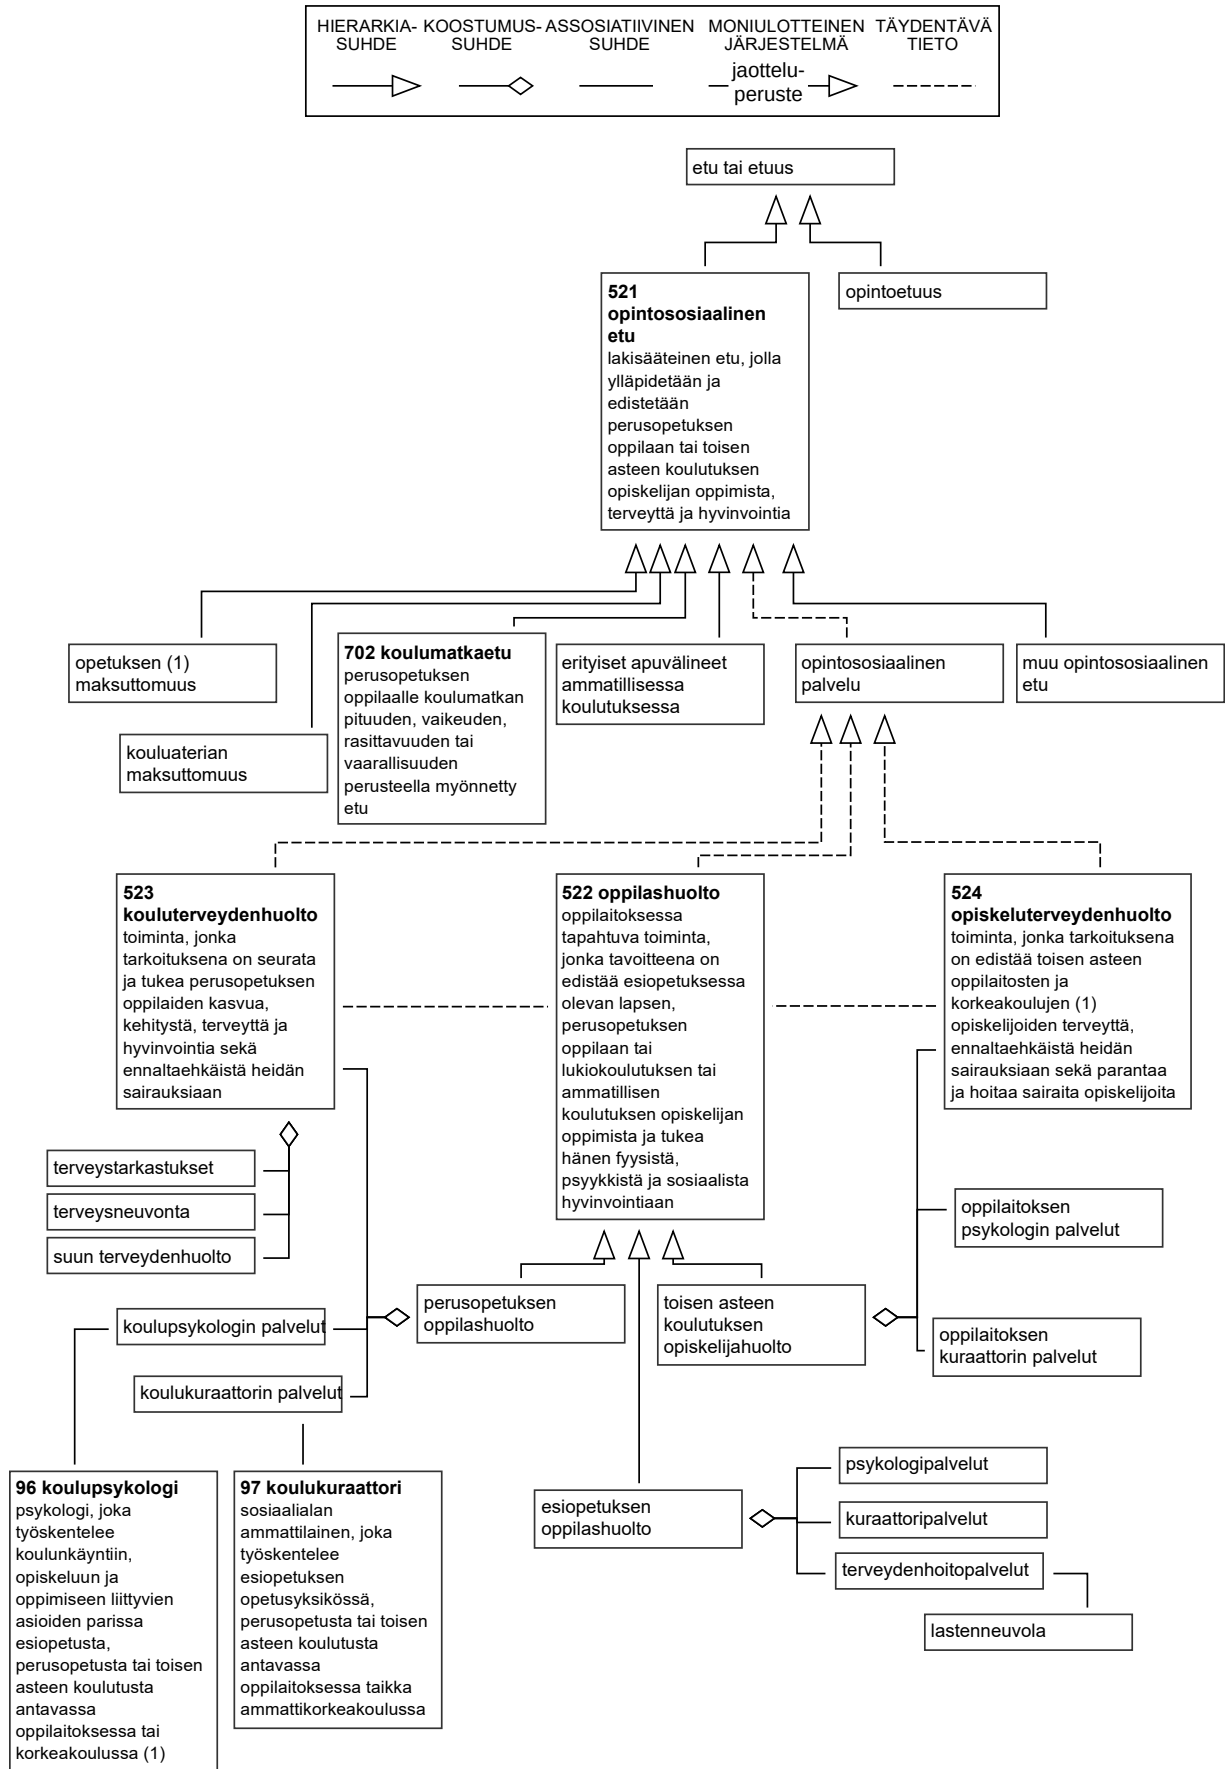 HIERARKIA-
SUHDE
KOOSTUMUS-
SUHDE
ASSOSIATIIVINEN
SUHDE
MONIULOTTEINEN
JÄRJESTELMÄ
TÄYDENTÄVÄ
TIETO
jaottelu-
peruste
etu tai etuus
521
opintososiaalinen
etu
lakisääteinen etu, jolla
ylläpidetään ja
edistetään
perusopetuksen
oppilaan tai toisen
asteen koulutuksen
opiskelijan oppimista,
terveyttä ja hyvinvointia
opintoetuus
opetuksen (1)
maksuttomuus
kouluaterian
maksuttomuus
702 koulumatkaetu
perusopetuksen
oppilaalle koulumatkan
pituuden, vaikeuden,
rasittavuuden tai
vaarallisuuden
perusteella myönnetty
etu
erityiset apuvälineet
ammatillisessa
koulutuksessa
opintososiaalinen
palvelu
muu opintososiaalinen
etu
523
kouluterveydenhuolto
toiminta, jonka
tarkoituksena on seurata
ja tukea perusopetuksen
oppilaiden kasvua,
kehitystä, terveyttä ja
hyvinvointia sekä
ennaltaehkäistä heidän
sairauksiaan
522 oppilashuolto
oppilaitoksessa
tapahtuva toiminta,
jonka tavoitteena on
edistää esiopetuksessa
olevan lapsen,
perusopetuksen
oppilaan tai
lukiokoulutuksen tai
ammatillisen
koulutuksen opiskelijan
oppimista ja tukea
hänen fyysistä,
psyykkistä ja sosiaalista
hyvinvointiaan
524
opiskeluterveydenhuolto
toiminta, jonka tarkoituksena
on edistää toisen asteen
oppilaitosten ja
korkeakoulujen (1)
opiskelijoiden terveyttä,
ennaltaehkäistä heidän
sairauksiaan sekä parantaa
ja hoitaa sairaita opiskelijoita
terveystarkastukset
terveysneuvonta
suun terveydenhuolto
oppilaitoksen
psykologin palvelut
koulupsykologin palvelut
perusopetuksen
oppilashuolto
toisen asteen
koulutuksen
opiskelijahuolto
oppilaitoksen
kuraattorin palvelut
koulukuraattorin palvelut
96 koulupsykologi
psykologi, joka
työskentelee
koulunkäyntiin,
opiskeluun ja
oppimiseen liittyvien
asioiden parissa
esiopetusta,
perusopetusta tai toisen
asteen koulutusta
antavassa
oppilaitoksessa tai
korkeakoulussa (1)
97 koulukuraattori
sosiaalialan
ammattilainen, joka
työskentelee
esiopetuksen
opetusyksikössä,
perusopetusta tai toisen
asteen koulutusta
antavassa
oppilaitoksessa taikka
ammattikorkeakoulussa
esiopetuksen
oppilashuolto
psykologipalvelut
kuraattoripalvelut
terveydenhoitopalvelut
lastenneuvola